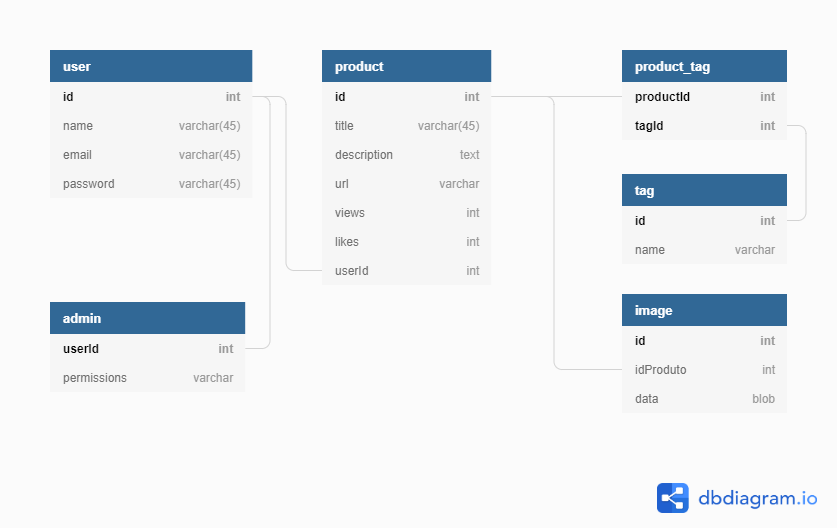 user
id int
name varchar(45)
email varchar(45)
password varchar(45)
admin
userId int
permissions varchar
product
id int
title varchar(45)
description text
url varchar
views int
likes int
userId int
product_tag
productId int
tagId int
tag
id int
name varchar
image
id int
idProduto int
data blob
dbdiagram.io